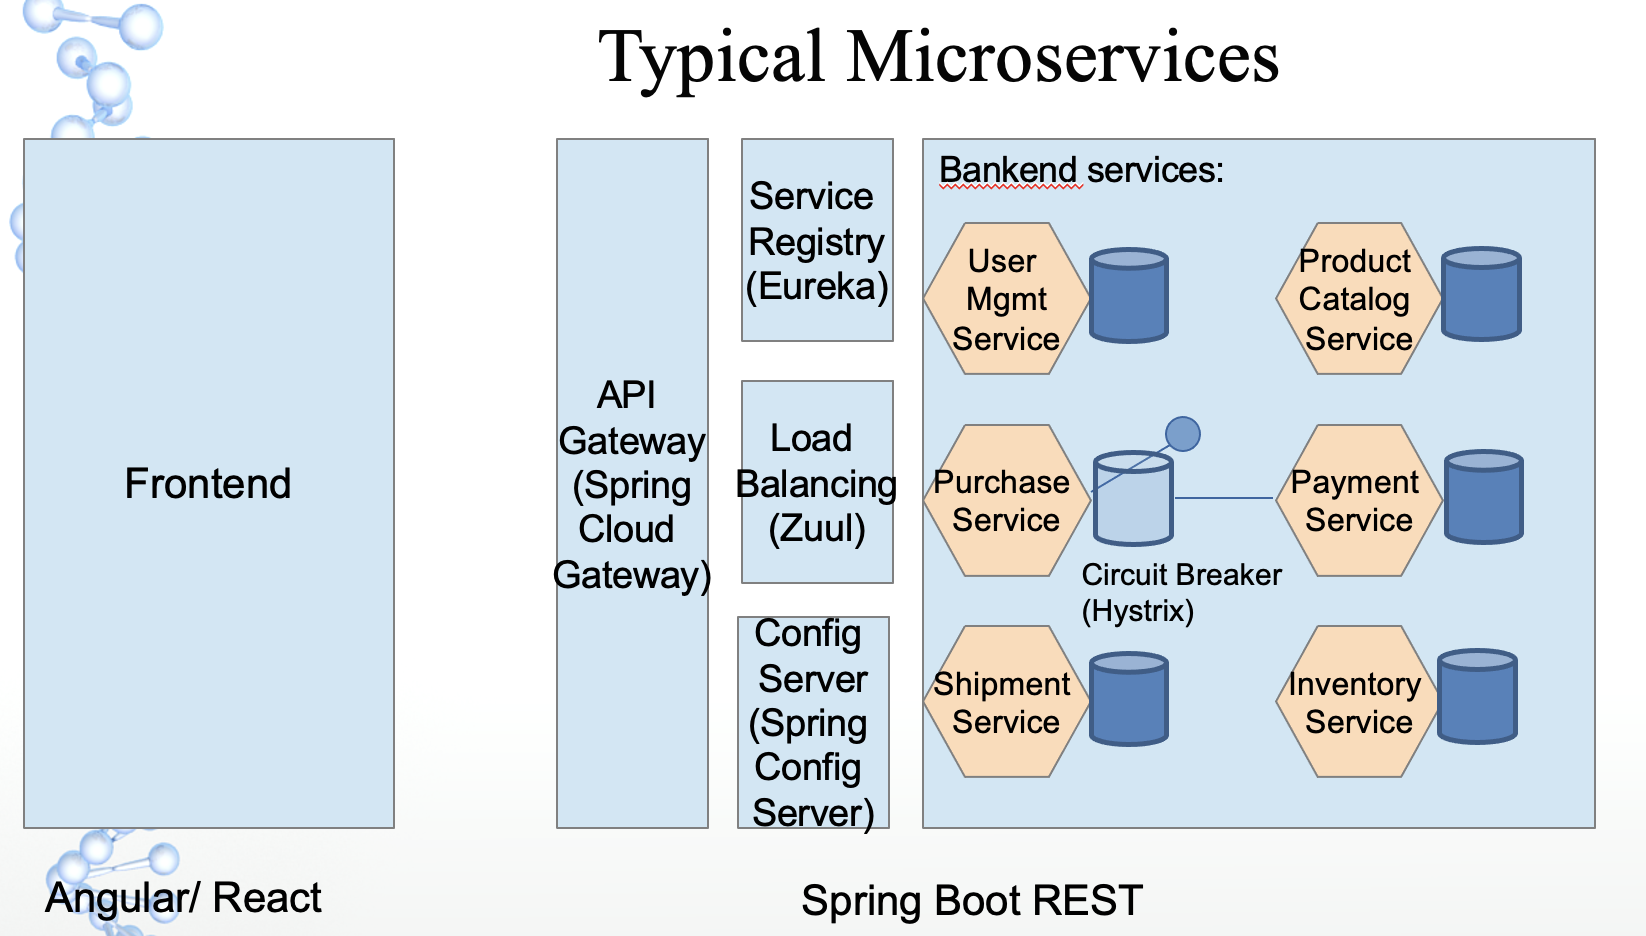 Typical Microservices
Frontend
API
Gateway
(Spring
Cloud
Gateway)
Service
Registry
(Eureka)
Load
Balancing
(Zuul)
Config
Server
(Spring
Config
Server)
Bankend services:
User
Mgmt
Service
Product
Catalog
Service
Purchase
Service
Payment
Service
Circuit Breaker
(Hystrix)
Shipment
Service
Inventory
Service
Angular/ React
Spring Boot REST